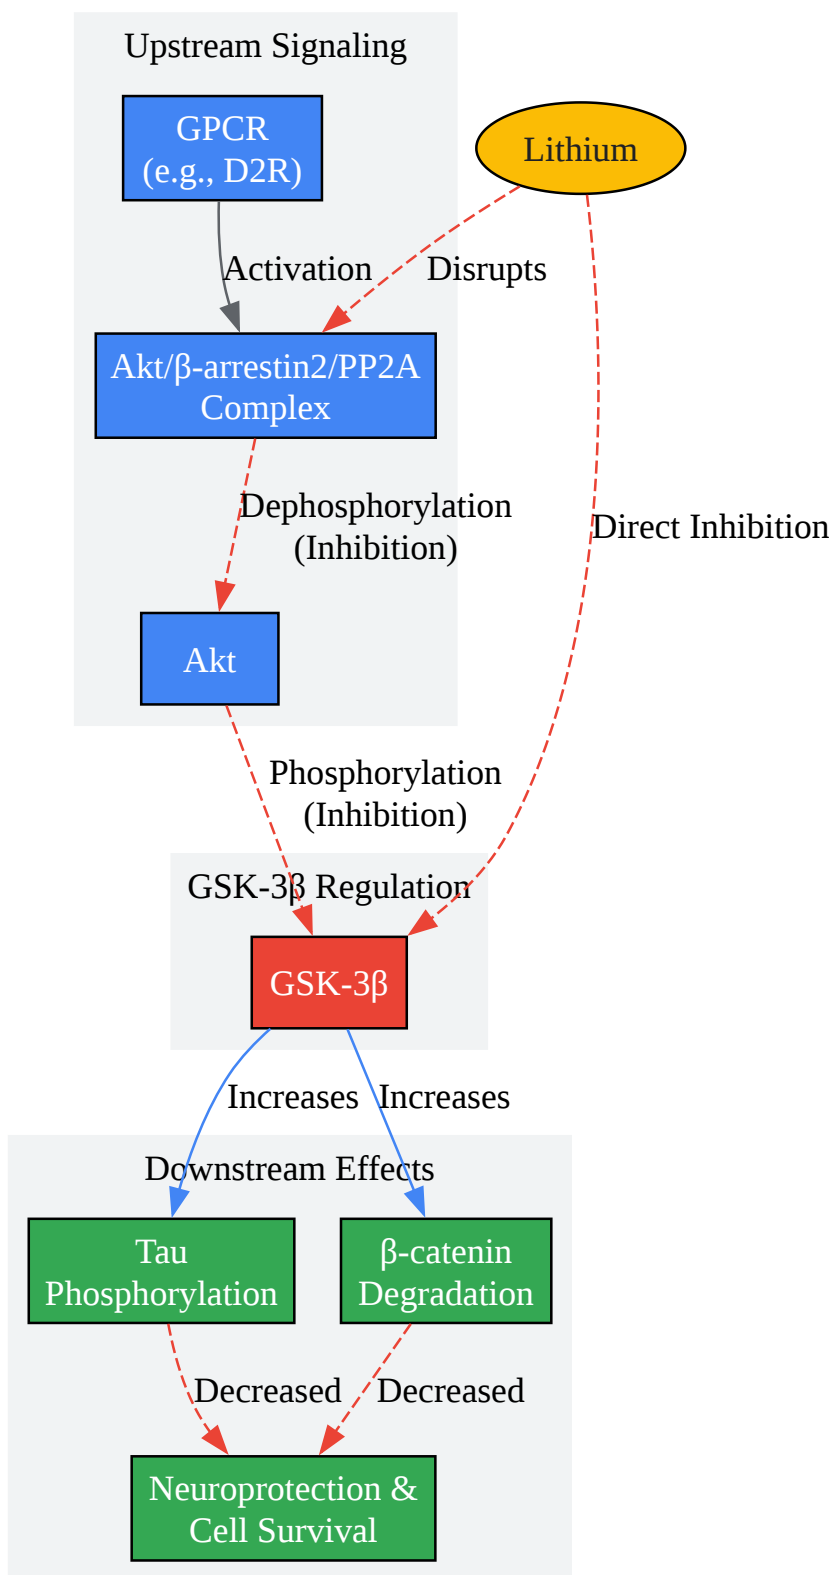 Upstream Signaling
GPCR
(e.g., D2R)
Lithium
Activation
Disrupts
Akt/β-arrestin2/PP2A
Complex
Dephosphorylation
(Inhibition)
Direct Inhibition
Akt
Phosphorylation
(Inhibition)
GSK-3β Regulation
GSK-3β
Increases
Increases
Downstream Effects
Tau
Phosphorylation
β-catenin
Degradation
Decreased
Decreased
Neuroprotection &
Cell Survival